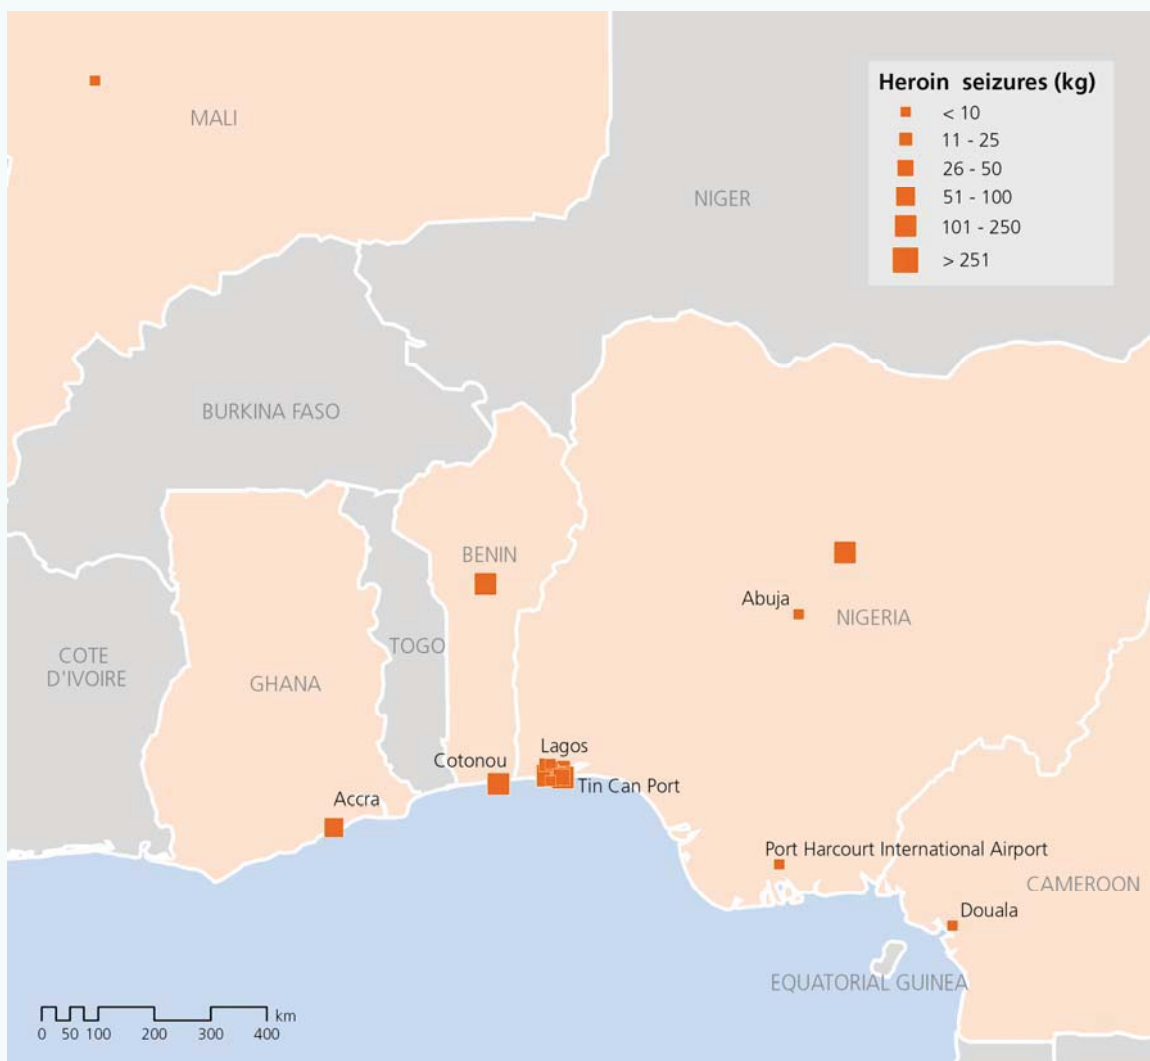 Heroin seizures (kg)
< 10
11 - 25
26 - 50
51 - 100
101 - 250
> 251
MALI
NIGER
BURKINA FASO
BENIN
Abuja
NIGERIA
TOGO
COTE
D'IVOIRE
GHANA
Cotonou
Lagos
Tin Can Port
Accra
Port Harcourt International Airport
CAMEROON
Douala
EQUATORIAL GUINEA
km
0 50 100 200 300 400